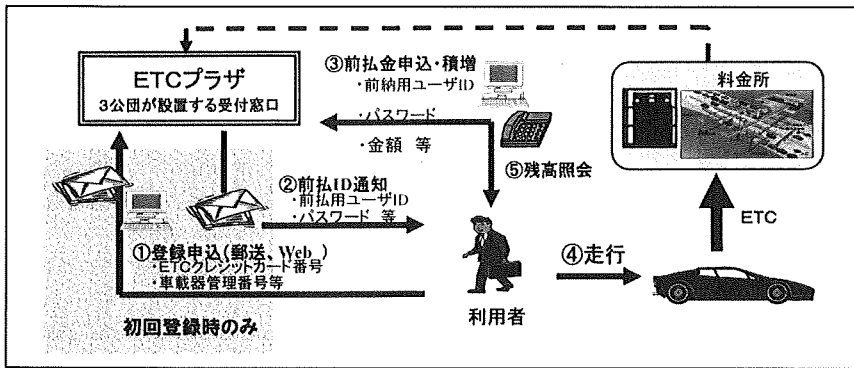 ETCプラザ
3公団が設置する受付窓口
③前払金申込・積増
・前納用ユーザID
・パスワード
・金額 等
料金所
⑤残高照会
②前払ID通知
・前払用ユーザID
・パスワード 等
ETC
①登録申込(郵送、Web )
・ETCクレジットカード番号
・車載器管理番号等
④走行
初回登録時のみ
利用者